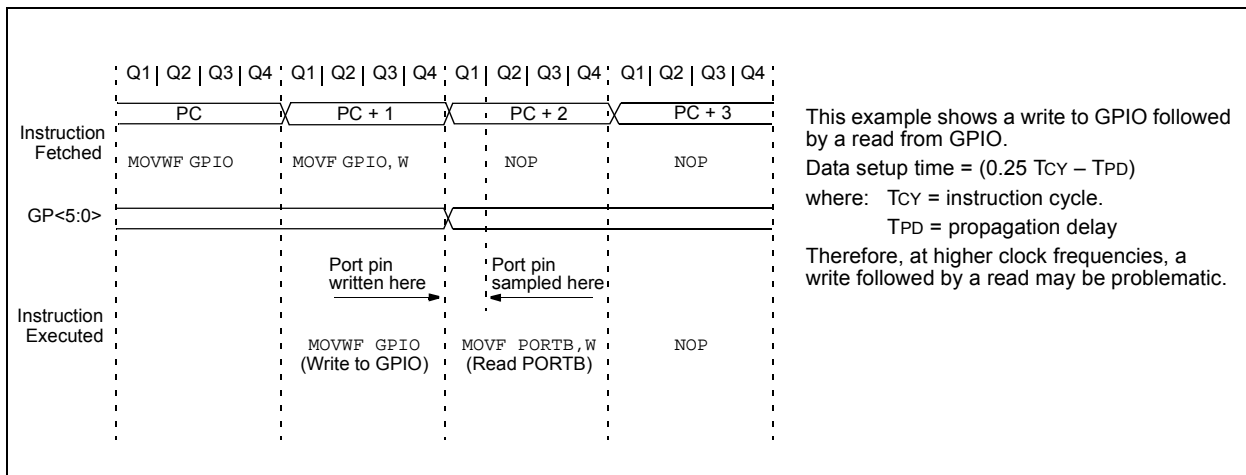 Q1 | Q2 | Q3 | Q4 Q1 | Q2 | Q3 | Q4 Q1 | Q2 | Q3 | Q4 Q1 | Q2 | Q3 | Q4
PC PC + 1 PC + 2 PC + 3
Instruction
Fetched
MOVWF GPIO MOVF GPIO, W NOP NOP
GP<5:0>
Port pin
written here
Port pin
sampled here
Instruction
Executed
MOVWF GPIO
(Write to GPIO)
MOVF PORTB,W
(Read PORTB)
NOP
This example shows a write to GPIO followed
by a read from GPIO.
Data setup time = (0.25 TCY – TPD)
where: TCY = instruction cycle.
TPD = propagation delay
Therefore, at higher clock frequencies, a
write followed by a read may be problematic.